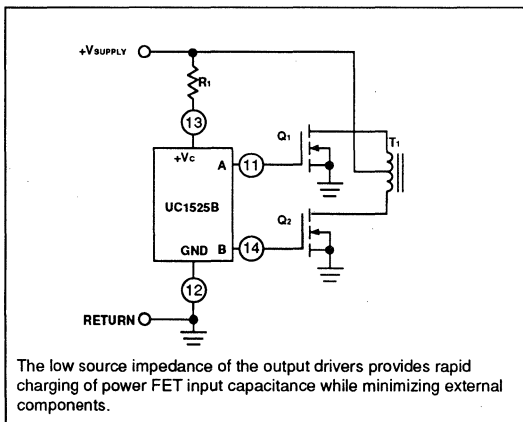 +VSUPPLY
R1
13
+VC
A
11
Q1
T1
UC1525B
Q2
GND
B
14
12
RETURN
The low source impedance of the output drivers provides rapid
charging of power FET input capacitance while minimizing external
components.